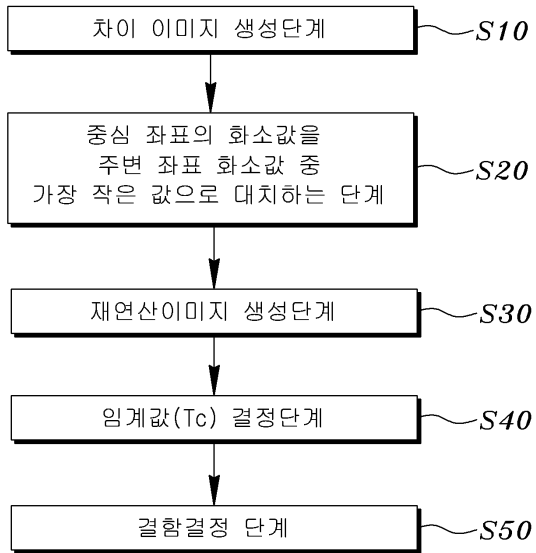 차이 이미지 생성단계
S10
중심 좌표의 화소값을
주변 좌표 화소값 중
가장 작은 값으로 대치하는 단계
S20
재연산이미지 생성단계
S30
임계값(Tc) 결정단계
S40
결함결정 단계
S50